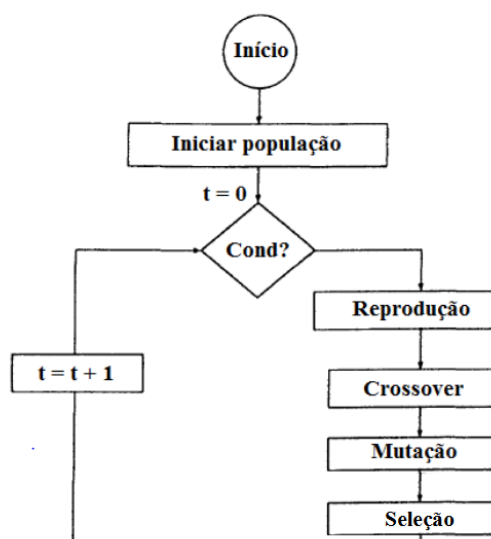 Início
Iniciar população
t = 0
Cond?
Reprodução
t = t + 1
Crossover
Mutação
Seleção